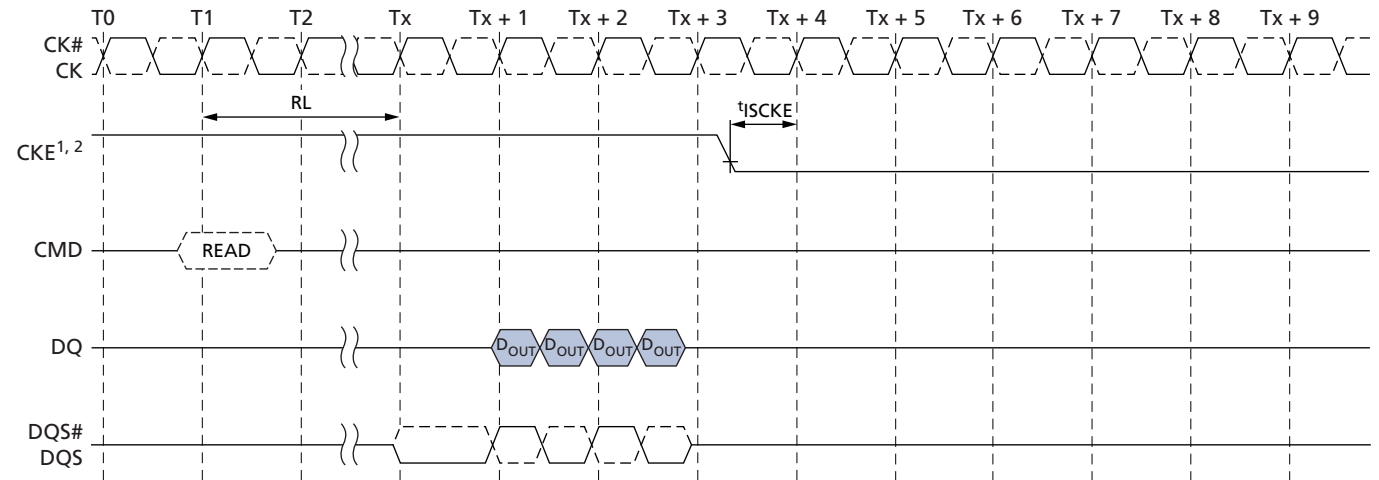 T0 T1 T2 Tx Tx + 1 Tx + 2 Tx + 3 Tx + 4 Tx + 5 Tx + 6 Tx + 7 Tx + 8 Tx + 9
CK#
CK
RL
tISCKE
CKE1, 2
CMD
READ
DQ
DOUT DOUT DOUT DOUT
DQS#
DQS